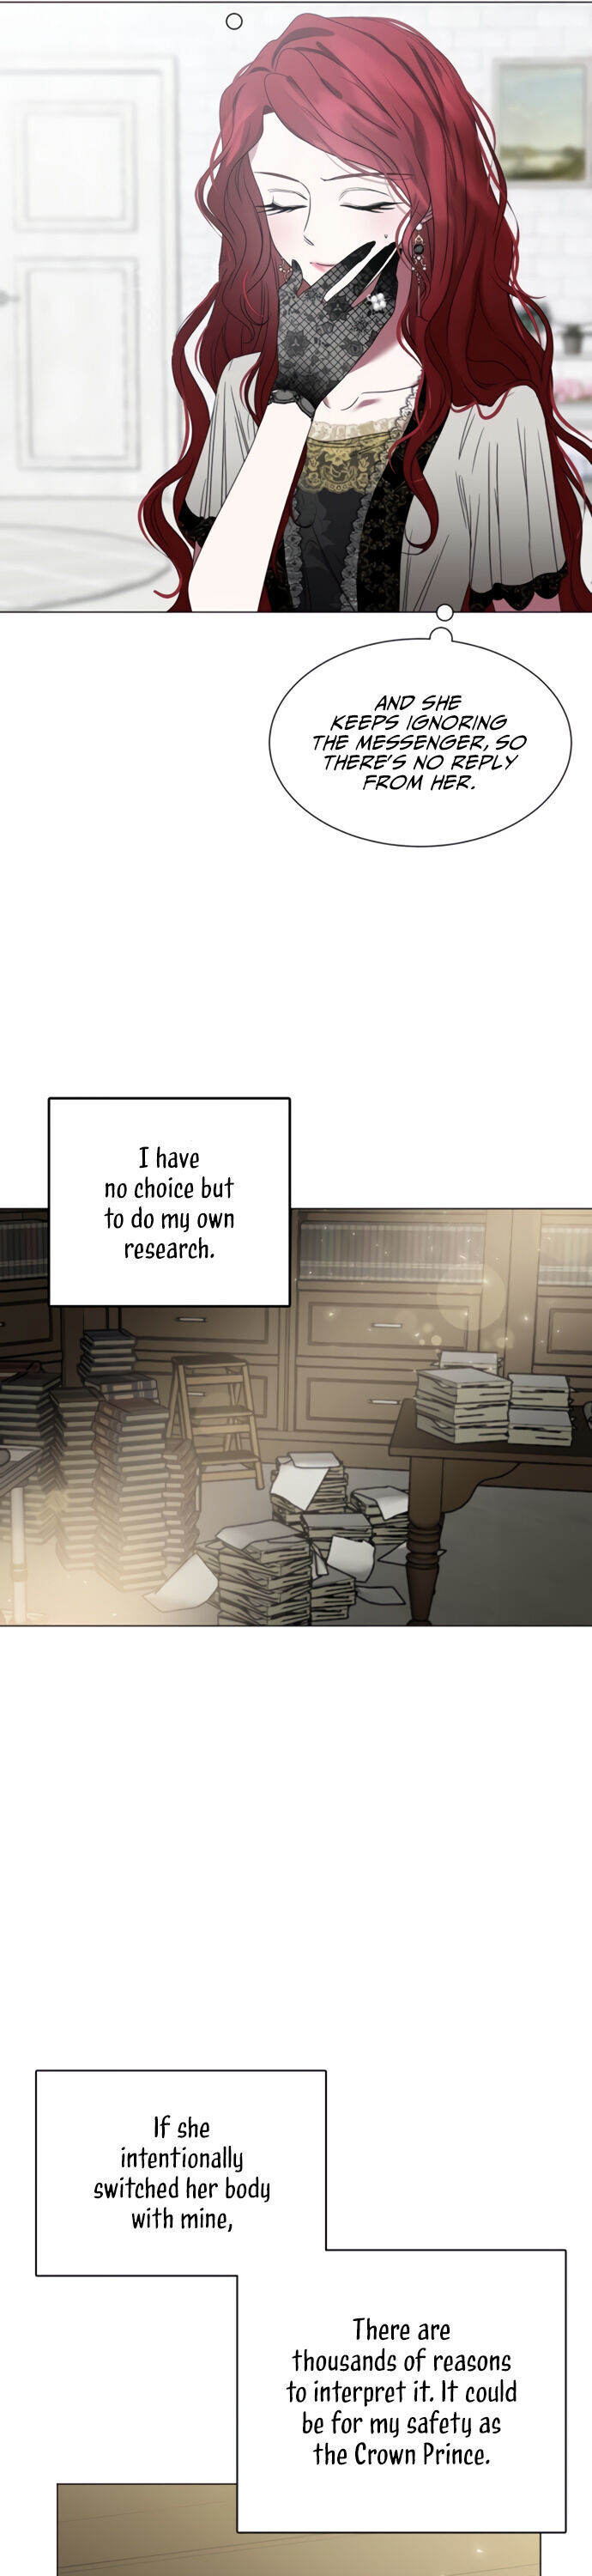 AND SHE
KEEPS IGNORING
THE MESSENGER, SO
THERE'S NO REPLY
FROM HER.
I have
no choice but
to do my own
research.
If she
intentionally
switched her body
with mine,
There are
thousands of reasons
to interpret it. It could
be for my safety as
the Crown Prince.